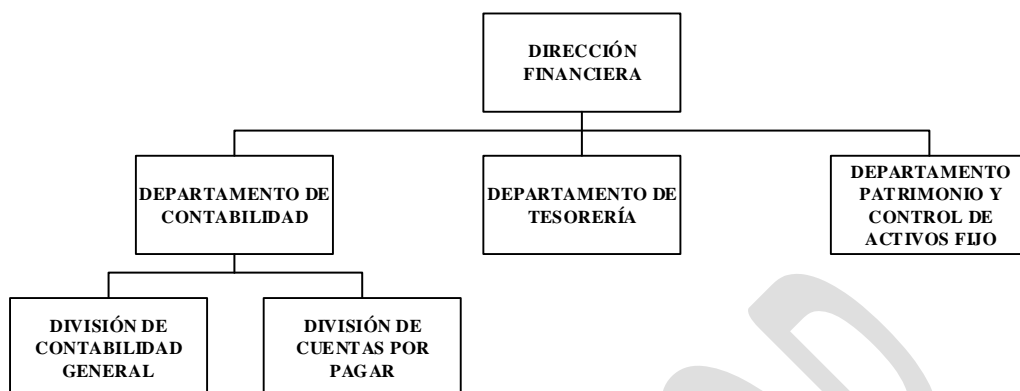 DIRECCIÓN
FINANCIERA
DEPARTAMENTO DE
CONTABILIDAD
DEPARTAMENTO DE
TESORERÍA
DEPARTAMENTO
PATRIMONIO Y
CONTROL DE
ACTIVOS FIJO
DIVISIÓN DE
CONTABILIDAD
GENERAL
DIVISIÓN DE
CUENTAS POR
PAGAR